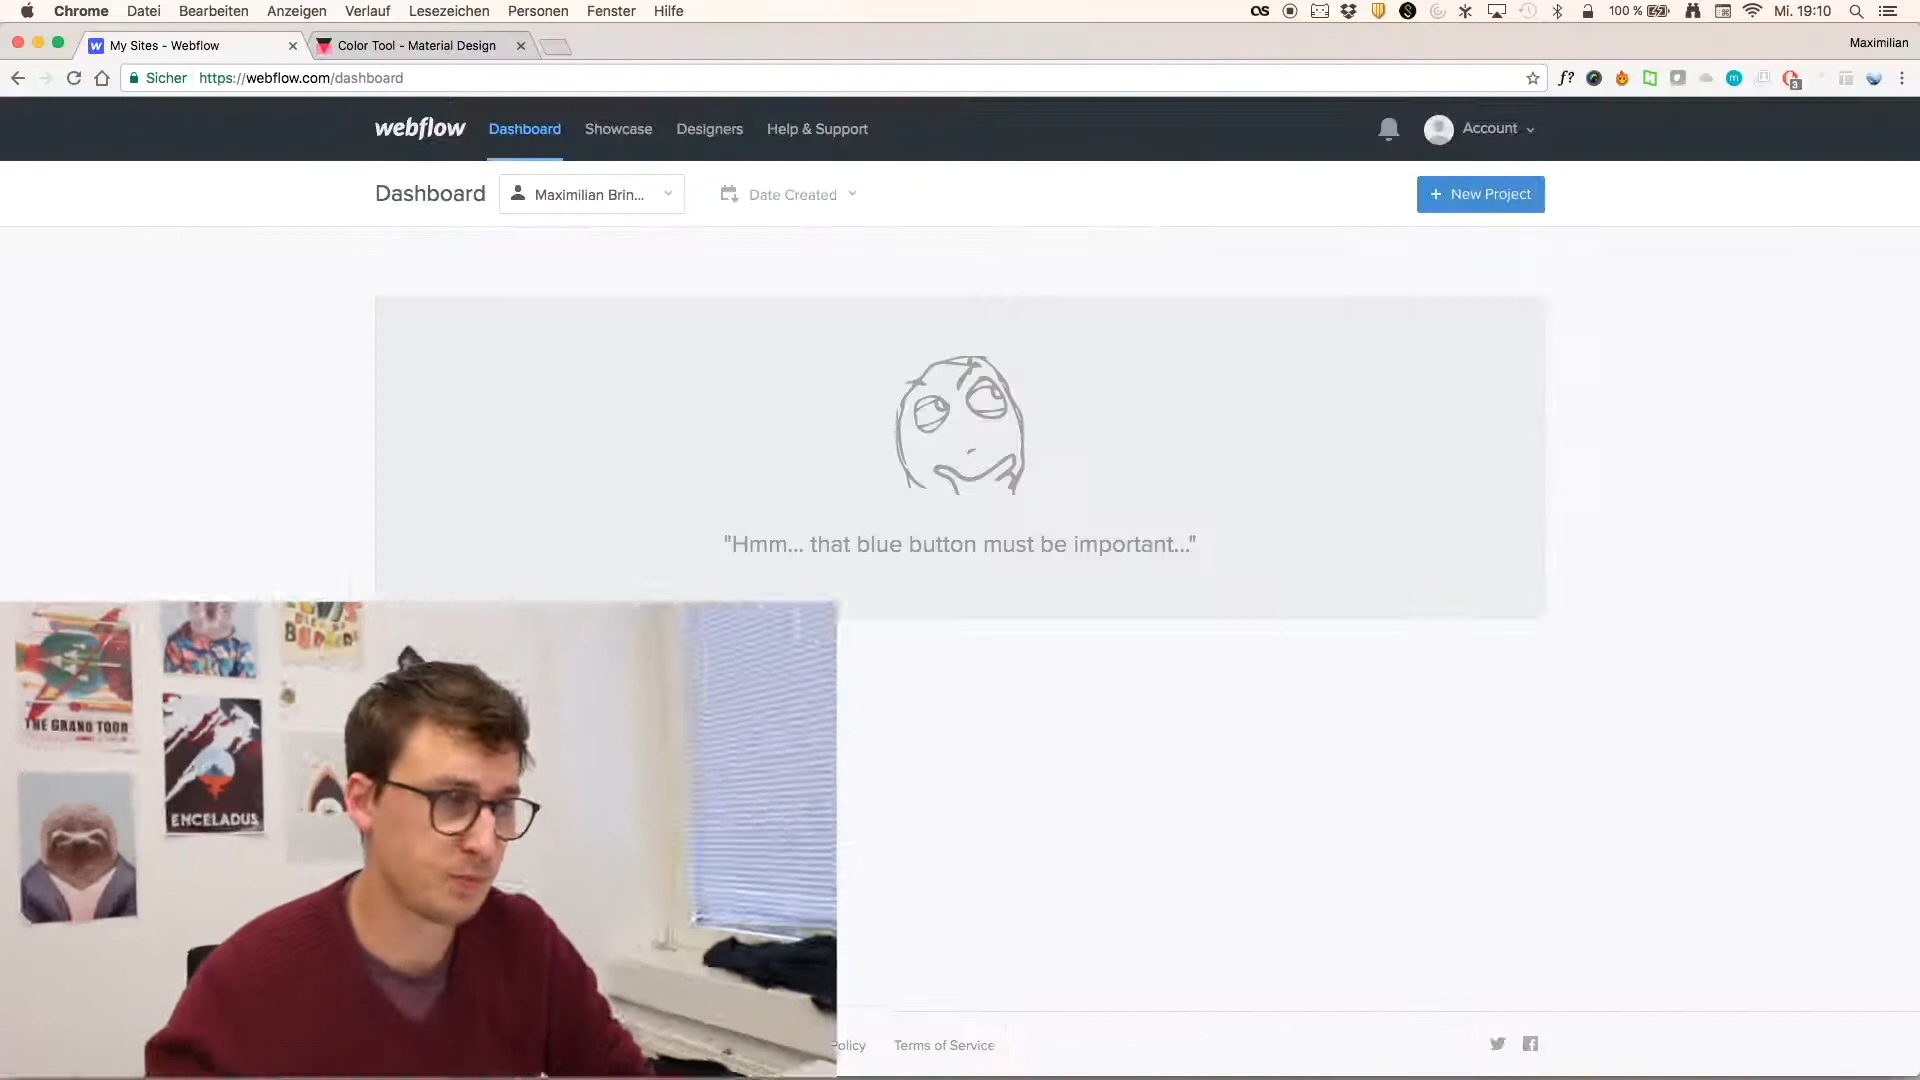 Chrome Datei Bearbeiten Anzeigen Verlauf Lesezeichen Personen Fenster Hilfe 100 % Mi. 19:10
My Sites - Webflow Color Tool - Material Design Maximilian
Sicher https://webflow.com/dashboard f? m 3
webflow Dashboard Showcase Designers Help & Support Account
Dashboard Maximilian Brin... Date Created + New Project
"Hmm... that blue button must be important..."
THE GRAND TOUR
ENCELADUS
Policy Terms of Service